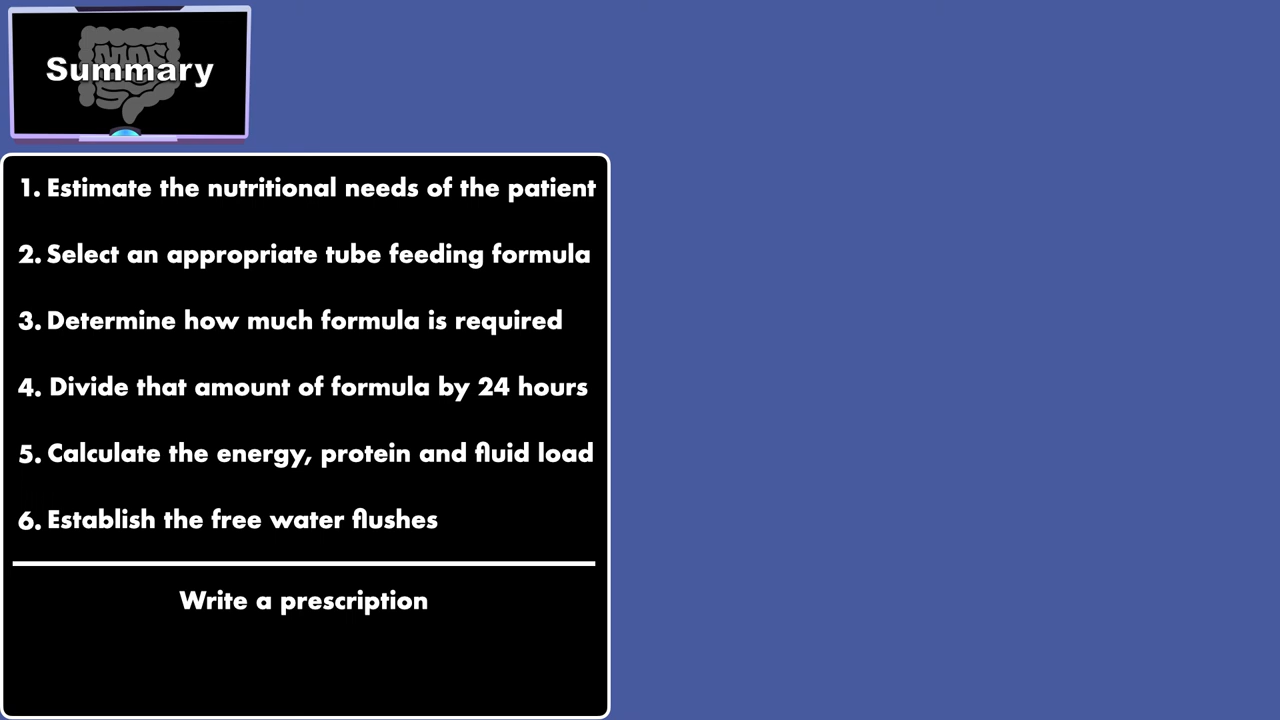 Summary
1. Estimate the nutritional needs of the patient
2. Select an appropriate tube feeding formula
3. Determine how much formula is required
4. Divide that amount of formula by 24 hours
5. Calculate the energy, protein and fluid load
6. Establish the free water flushes
Write a prescription